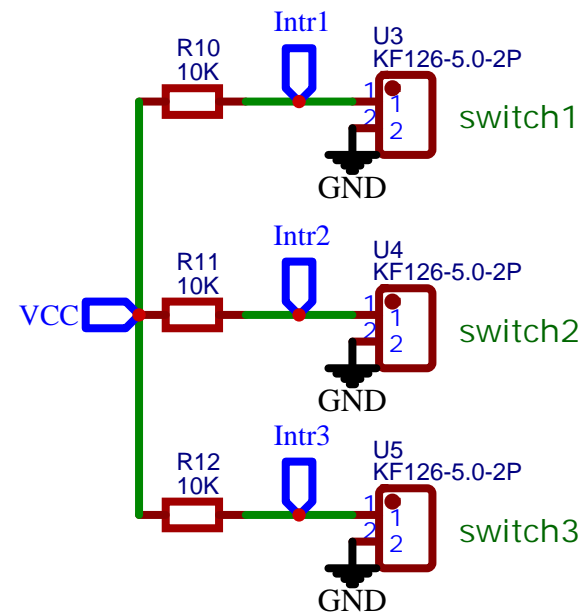 Intr1
R10
10K
U3
KF126-5.0-2P
1
1
2
2
switch1
GND
Intr2
R11
10K
U4
KF126-5.0-2P
1
1
2
2
switch2
VCC
GND
Intr3
R12
10K
U5
KF126-5.0-2P
1
1
2
2
switch3
GND